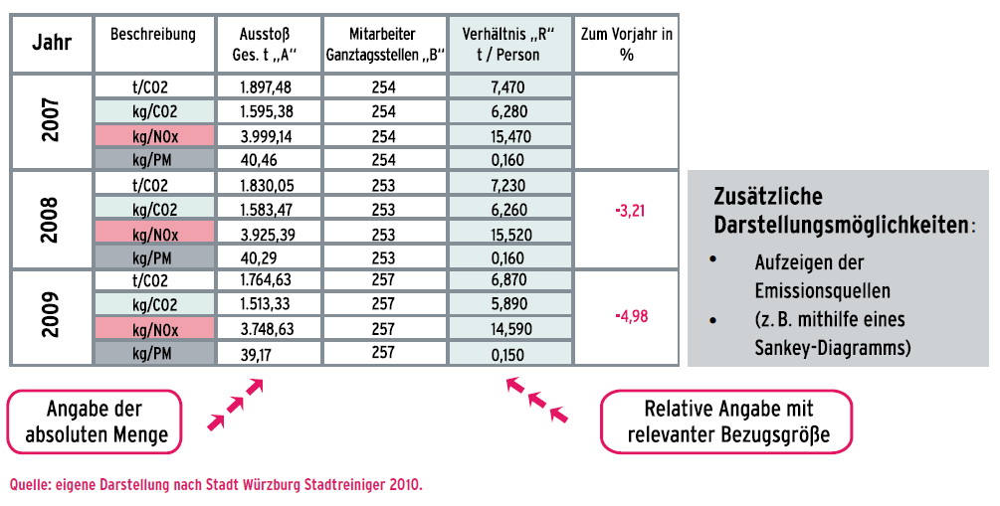 Jahr Beschreibung Ausstoß Ges. t „A“ Mitarbeiter Ganztagsstellen „B“ Verhältnis „R“ t / Person Zum Vorjahr in %
2007
t/CO2 1.897,48 254 7,470
kg/CO2 1.595,38 254 6,280
kg/NOx 3.999,14 254 15,470
kg/PM 40,46 254 0,160
2008
t/CO2 1.830,05 253 7,230
kg/CO2 1.583,47 253 6,260 -3,21
kg/NOx 3.925,39 253 15,520
kg/PM 40,29 253 0,160
2009
t/CO2 1.764,63 257 6,870
kg/CO2 1.513,33 257 5,890 -4,98
kg/NOx 3.748,63 257 14,590
kg/PM 39,17 257 0,150
Zusätzliche
Darstellungsmöglichkeiten:
• Aufzeigen der
Emissionsquellen
• (z. B. mithilfe eines
Sankey-Diagramms)
Angabe der
absoluten Menge
Relative Angabe mit
relevanter Bezugsgröße
Quelle: eigene Darstellung nach Stadt Würzburg Stadtreiniger 2010.